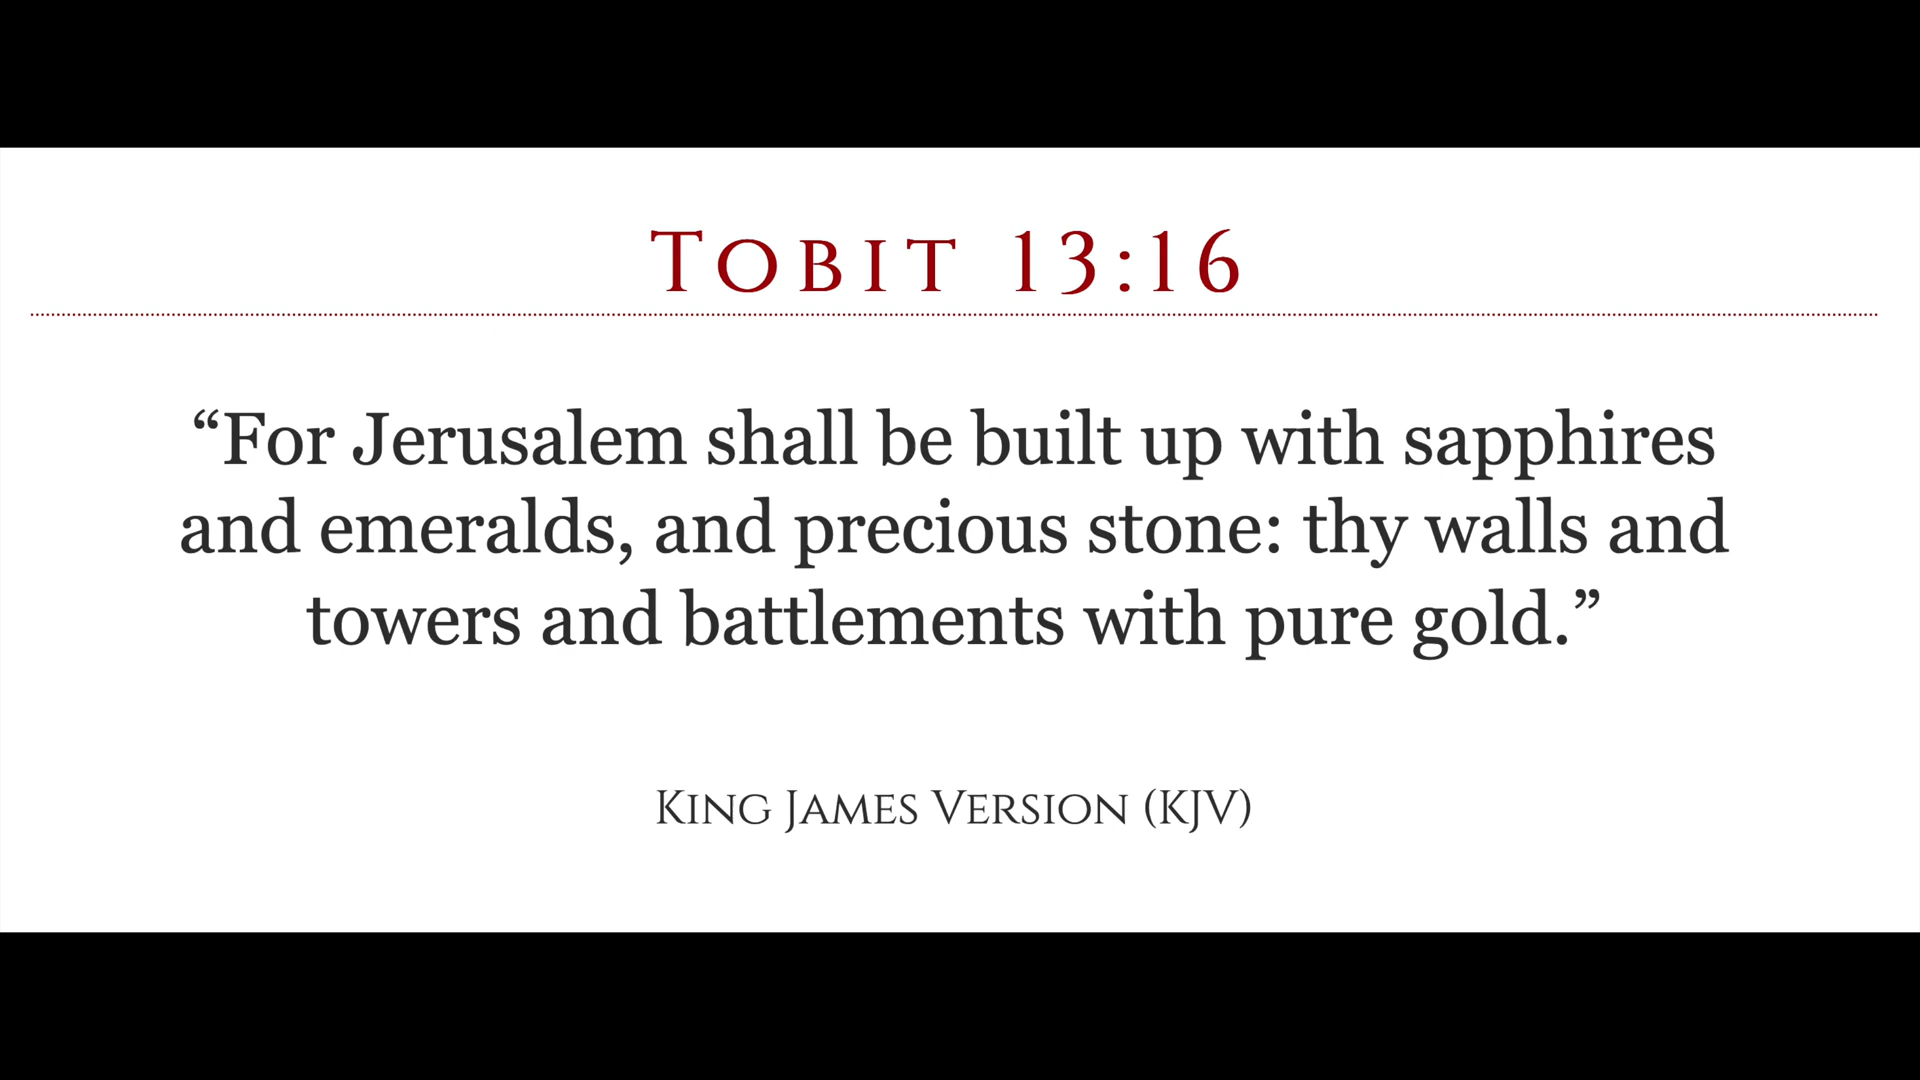 Tobit 13:16
“For Jerusalem shall be built up with sapphires
and emeralds, and precious stone: thy walls and
towers and battlements with pure gold.”
King James Version (KJV)